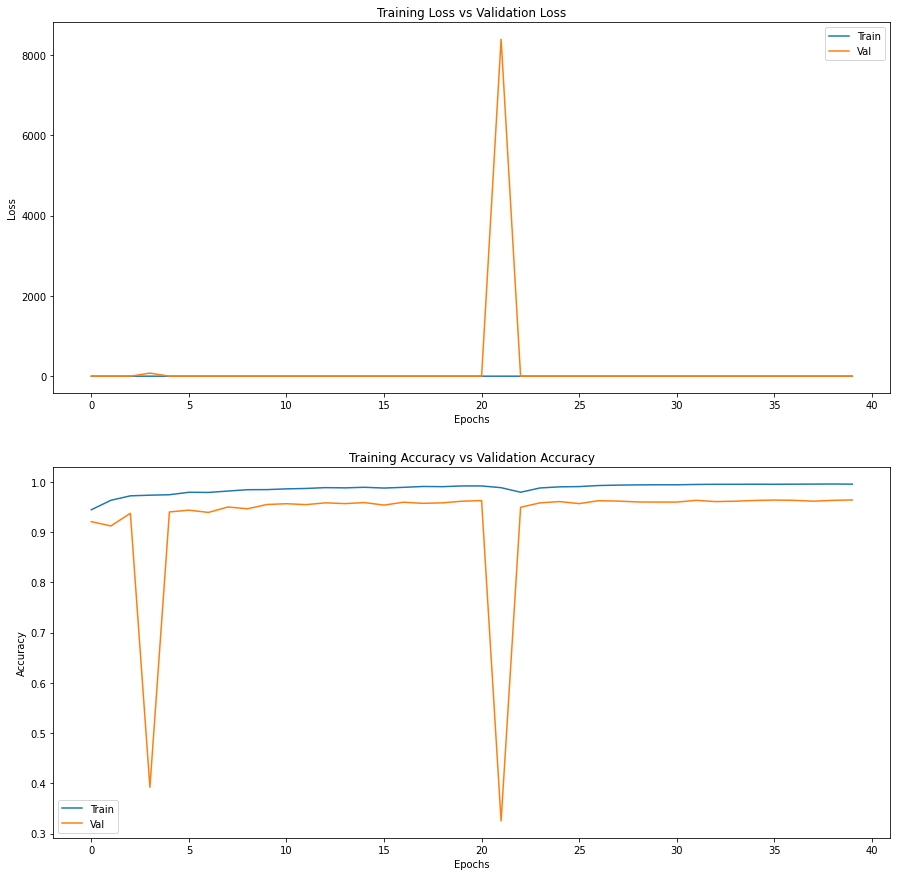 Training Loss vs Validation Loss
Train
Val
8000
6000
4000
2000
0
Loss
0 5 10 15 20 25 30 35 40
Epochs
Training Accuracy vs Validation Accuracy
1.0
0.9
0.8
0.7
0.6
0.5
0.4
0.3
Accuracy
Train
Val
0 5 10 15 20 25 30 35 40
Epochs